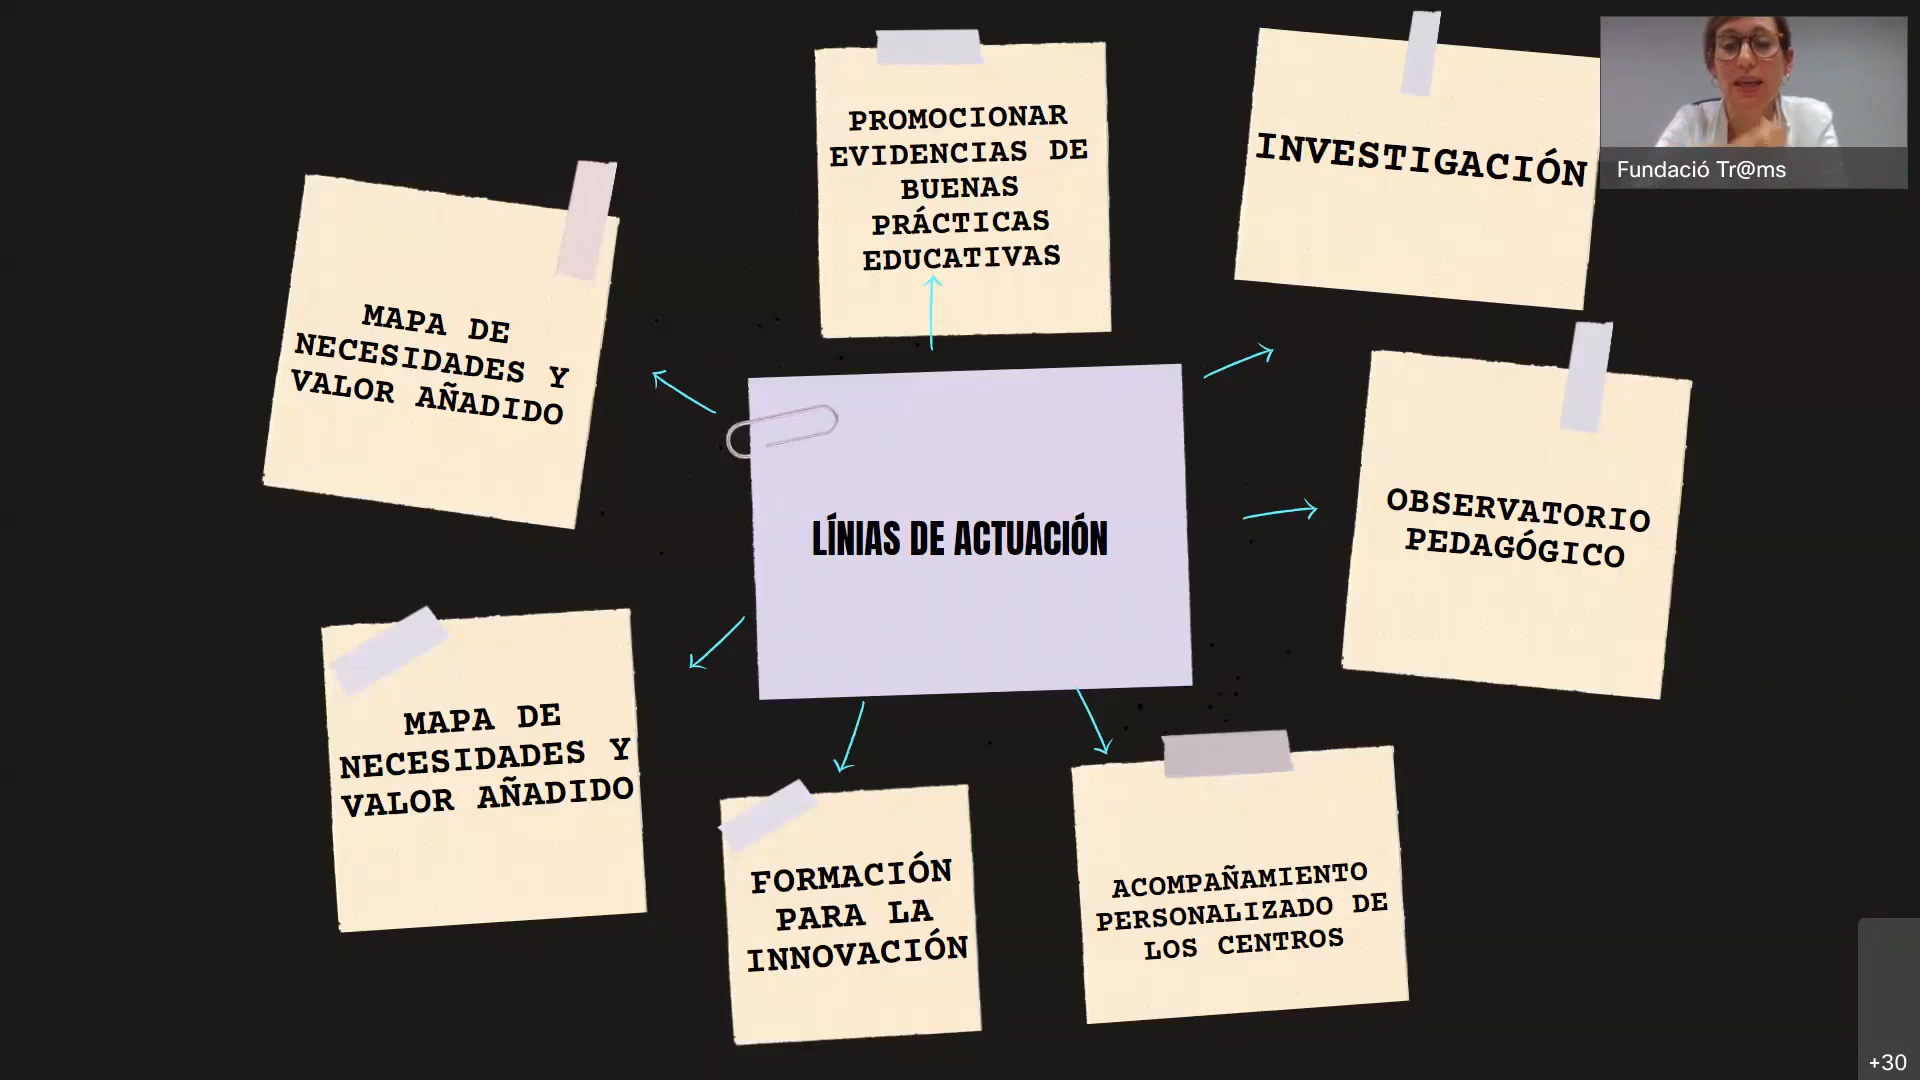 PROMOCIONAR
EVIDENCIAS DE
BUENAS
PRÁCTICAS
EDUCATIVAS
INVESTIGACIÓN
Fundació Tr@ms
MAPA DE
NECESIDADES Y
VALOR AÑADIDO
LÍNIAS DE ACTUACIÓN
OBSERVATORIO
PEDAGÓGICO
MAPA DE
NECESIDADES Y
VALOR AÑADIDO
FORMACIÓN
PARA LA
INNOVACIÓN
ACOMPAÑAMIENTO
PERSONALIZADO DE
LOS CENTROS
+30